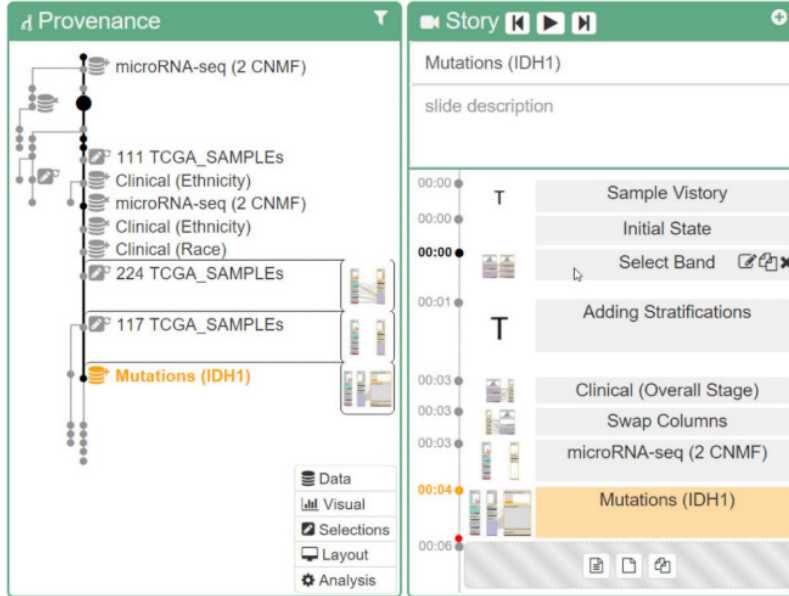 Provenance
microRNA-seq (2 CNMF)
111 TCGA_SAMPLEs
Clinical (Ethnicity)
microRNA-seq (2 CNMF)
Clinical (Ethnicity)
Clinical (Race)
224 TCGA_SAMPLEs
117 TCGA_SAMPLEs
Mutations (IDH1)
Data
Visual
Selections
Layout
Analysis
Story
Mutations (IDH1)
slide description
00:00 T Sample Vistory
00:00 Initial State
00:00 Select Band
00:01 T Adding Stratifications
00:03 Clinical (Overall Stage)
00:03 Swap Columns
00:03 microRNA-seq (2 CNMF)
00:04 Mutations (IDH1)
00:06